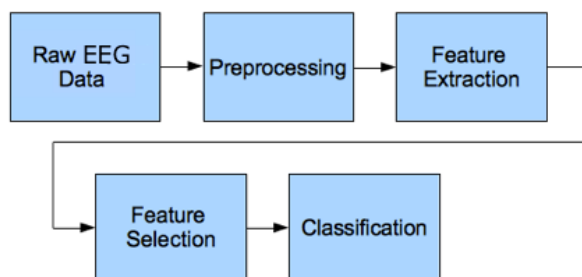 Raw EEG
Data
Preprocessing
Feature
Extraction
Feature
Selection
Classification